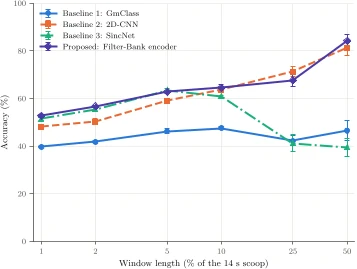 100
80
60
40
20
0
Accuracy (%)
Baseline 1: GmClass
Baseline 2: 2D-CNN
Baseline 3: SincNet
Proposed: Filter-Bank encoder
1 2 5 10 25 50
Window length (% of the 14 s scoop)